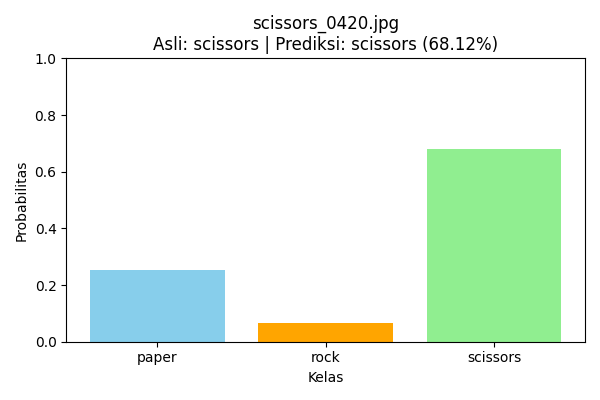 scissors_0420.jpg
Asli: scissors | Prediksi: scissors (68.12%)
Probabilitas
1.0
0.8
0.6
0.4
0.2
0.0
paper rock scissors
Kelas